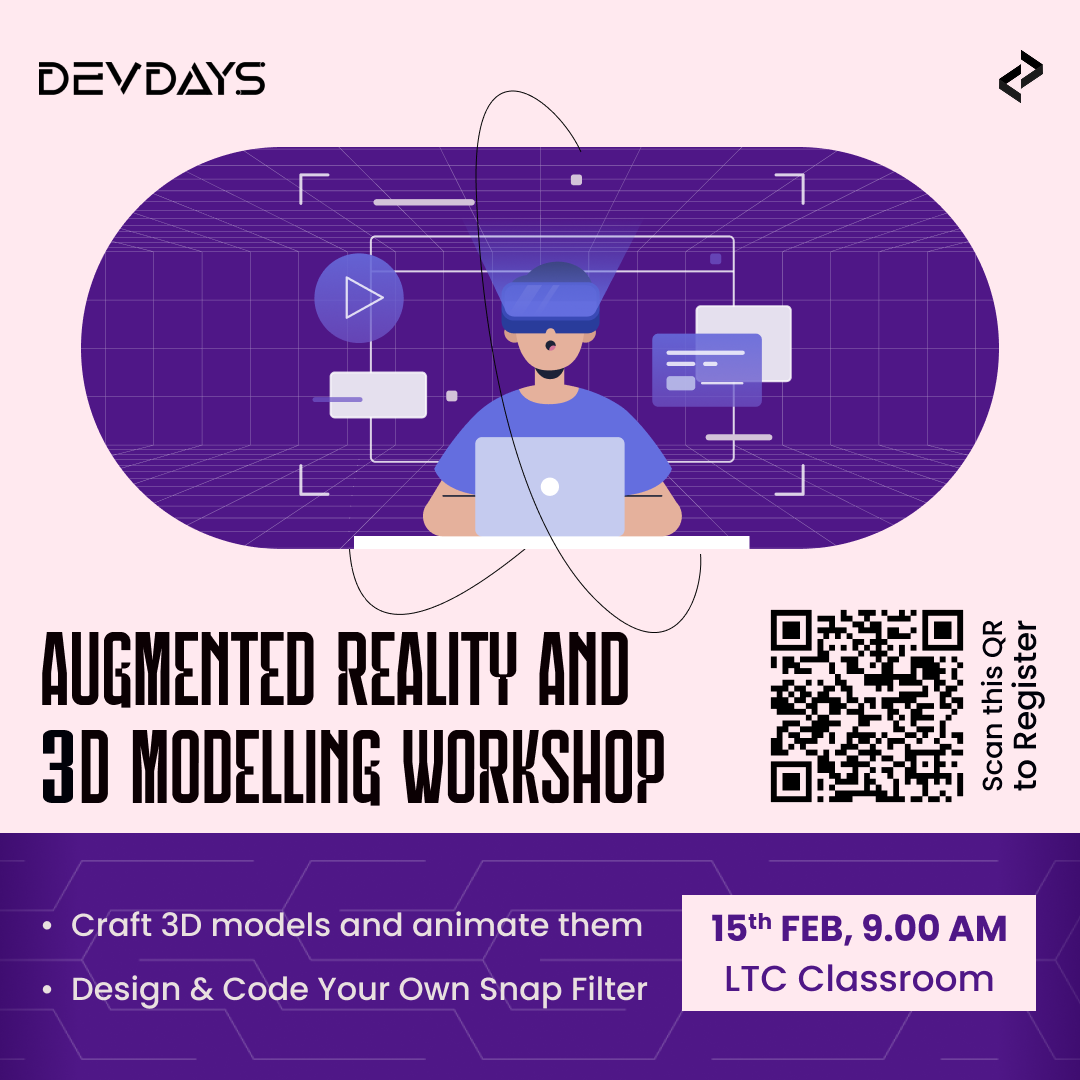 DEVDAYS
AUGMENTED REALITY AND
3D MODELLING WORKSHOP
Scan this QR
to Register
• Craft 3D models and animate them
• Design & Code Your Own Snap Filter
15th FEB, 9.00 AM
LTC Classroom